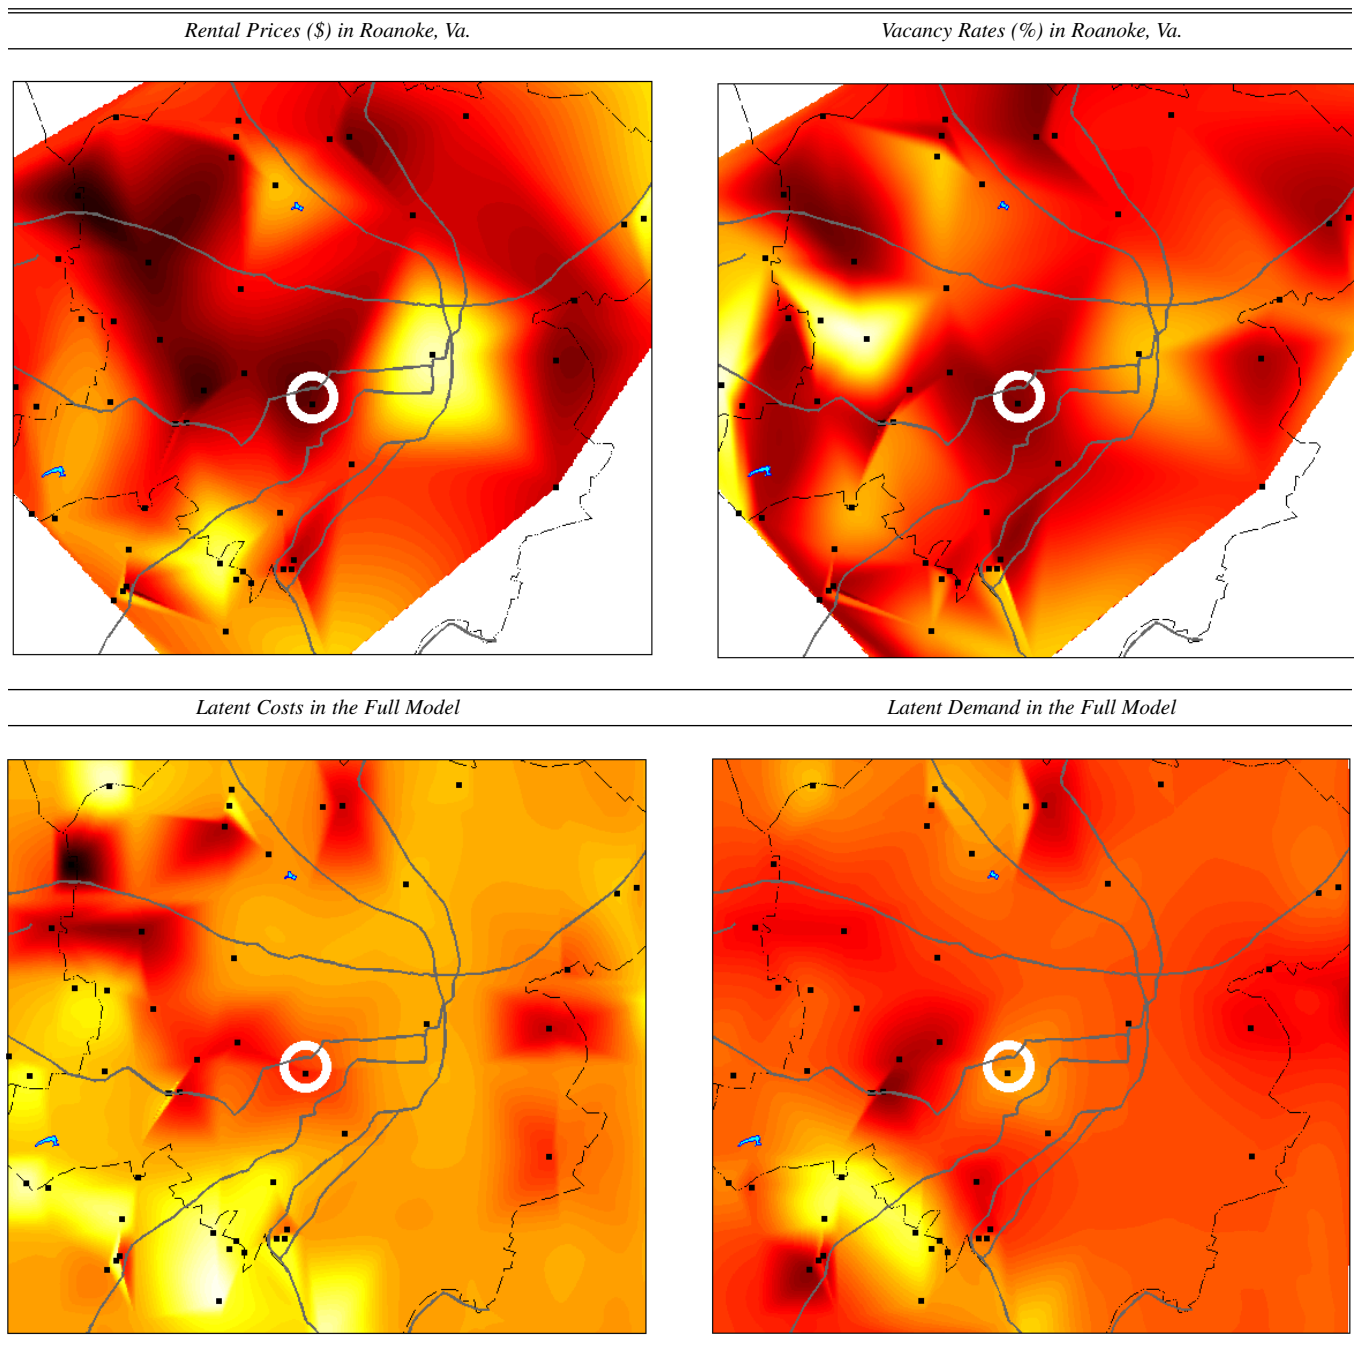 Rental Prices ($) in Roanoke, Va.
Vacancy Rates (%) in Roanoke, Va.
Latent Costs in the Full Model
Latent Demand in the Full Model